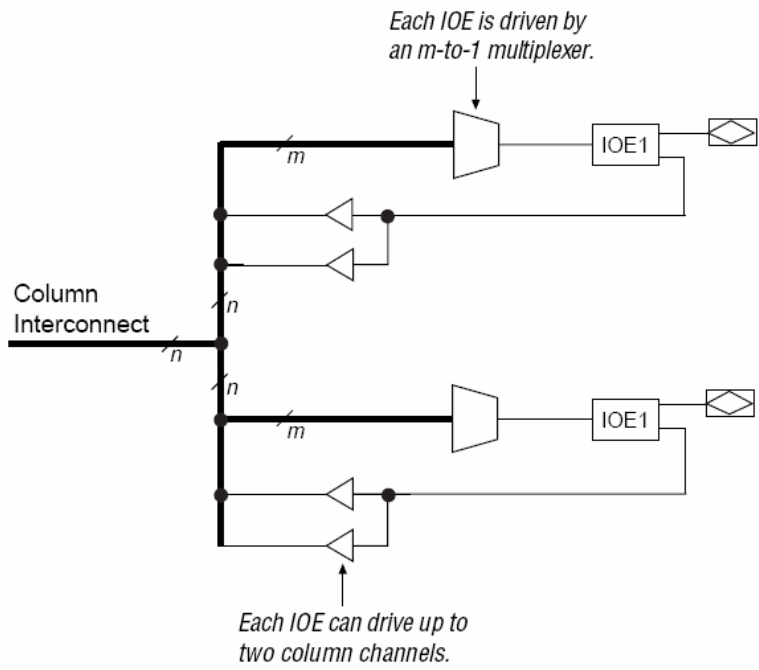 Each IOE is driven by
an m-to-1 multiplexer.
m
IOE1
n
Column
Interconnect
n
n
m
IOE1
Each IOE can drive up to
two column channels.